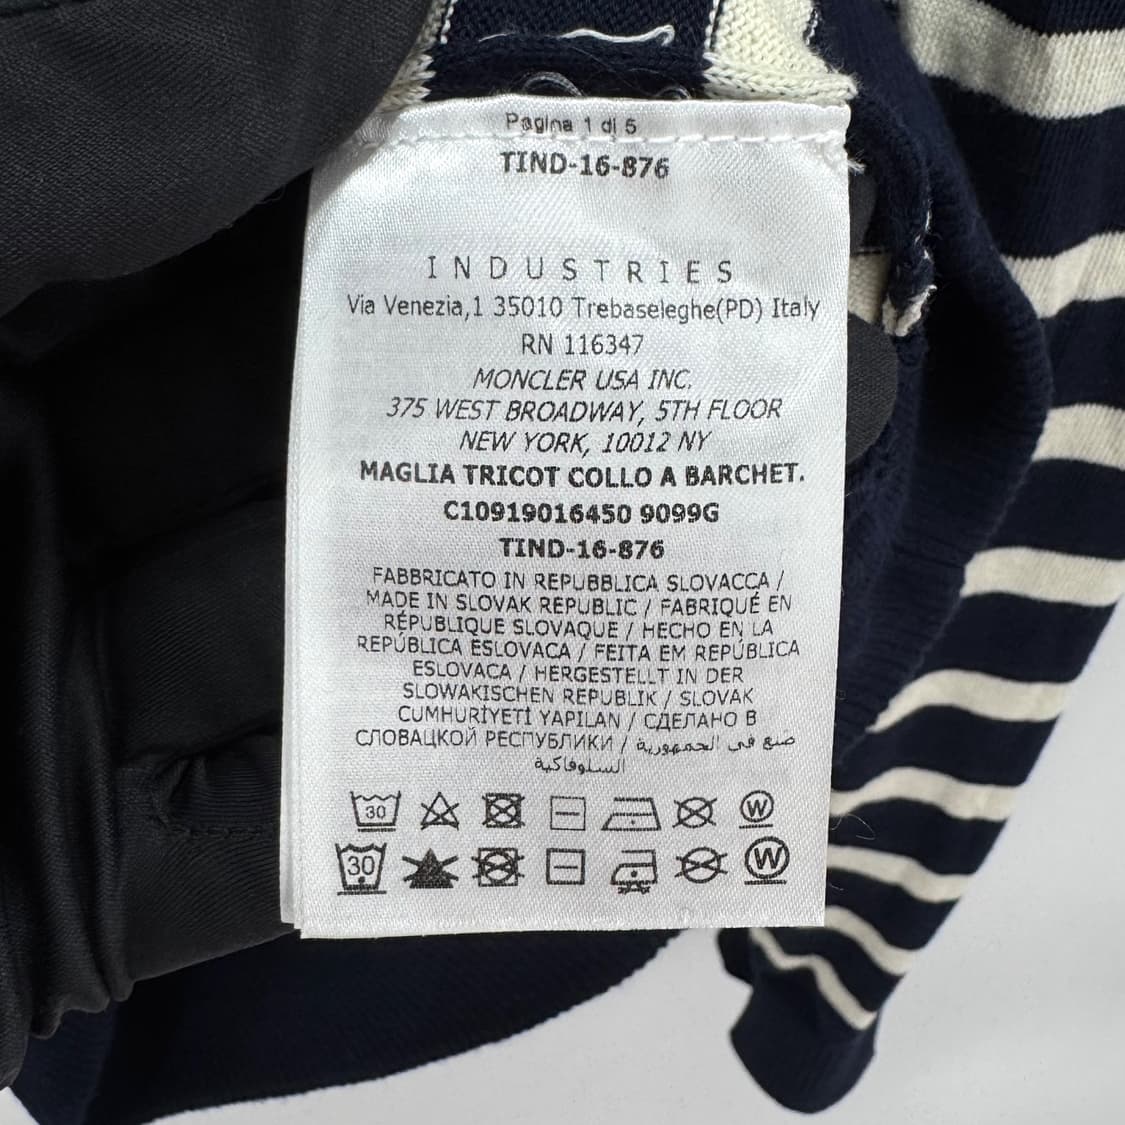 Pagina 1 di 5
TIND-16-876
INDUSTRIES
Via Venezia,1 35010 Trebaseleghe(PD) Italy
RN 116347
MONCLER USA INC.
375 WEST BROADWAY, 5TH FLOOR
NEW YORK, 10012 NY
MAGLIA TRICOT COLLO A BARCHET.
C10919016450 9099G
TIND-16-876
FABBRICATO IN REPUBBLICA SLOVACCA /
MADE IN SLOVAK REPUBLIC / FABRIQUÉ EN
RÉPUBLIQUE SLOVAQUE / HECHO EN LA
REPÚBLICA ESLOVACA / FEITA EM REPÚBLICA
ESLOVACA / HERGESTELLT IN DER
SLOWAKISCHEN REPUBLIK / SLOVAK
CUMHURİYETİ YAPILAN / СДЕЛАНО В
СЛОВАЦКОЙ РЕСПУБЛИКИ / صنع في الجمهورية
السلوفاكية
30 W
30 W